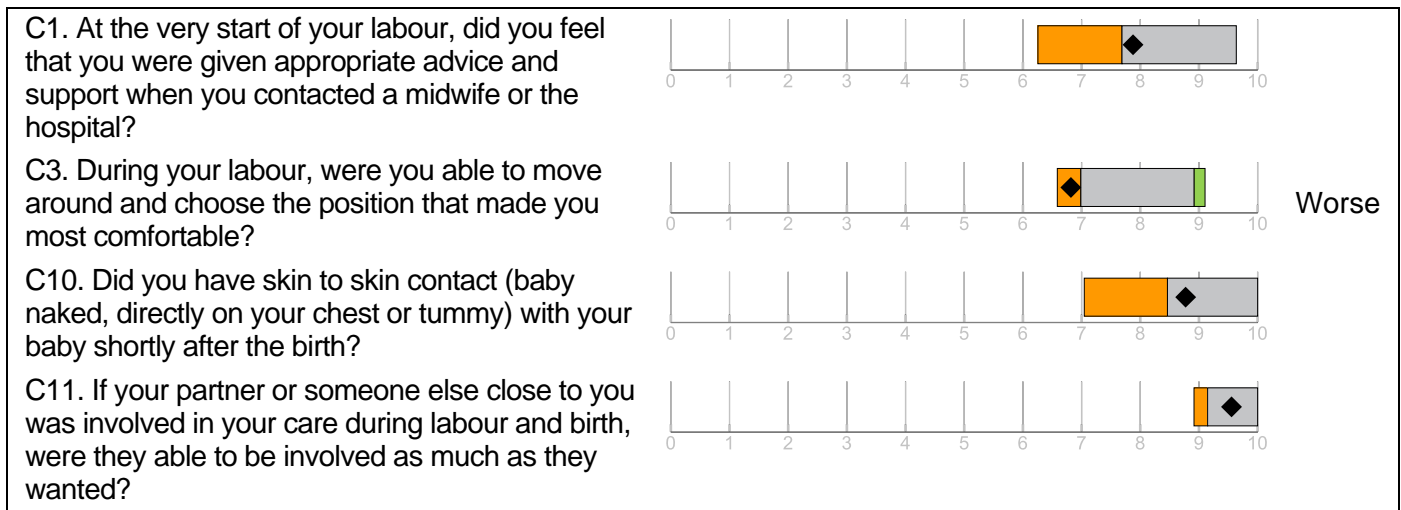 C1. At the very start of your labour, did you feel
that you were given appropriate advice and
support when you contacted a midwife or the
hospital?
0 1 2 3 4 5 6 7 8 9 10
C3. During your labour, were you able to move
around and choose the position that made you
most comfortable?
Worse
0 1 2 3 4 5 6 7 8 9 10
C10. Did you have skin to skin contact (baby
naked, directly on your chest or tummy) with your
baby shortly after the birth?
0 1 2 3 4 5 6 7 8 9 10
C11. If your partner or someone else close to you
was involved in your care during labour and birth,
were they able to be involved as much as they
wanted?
0 1 2 3 4 5 6 7 8 9 10